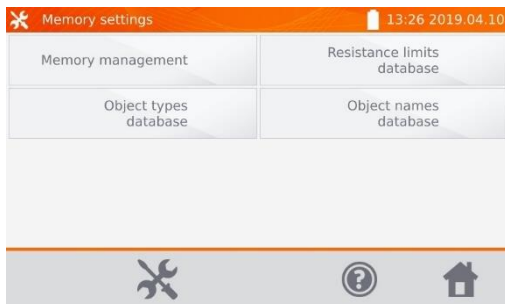 Memory settings
13:26 2019.04.10
Memory management
Resistance limits
database
Object types
database
Object names
database
?